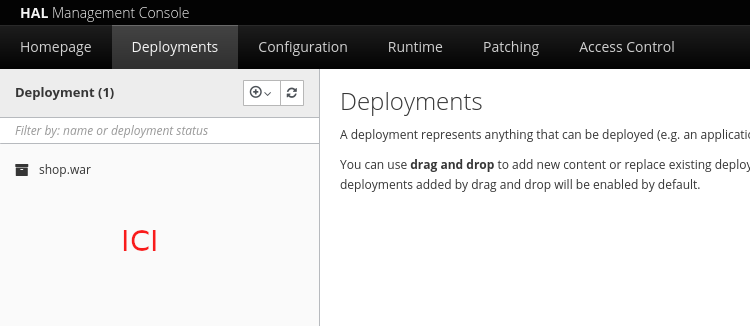 HAL Management Console
Homepage Deployments Configuration Runtime Patching Access Control
Deployment (1)
Filter by: name or deployment status
shop.war
ICI
Deployments
A deployment represents anything that can be deployed (e.g. an applicatio
You can use drag and drop to add new content or replace existing deploy
deployments added by drag and drop will be enabled by default.